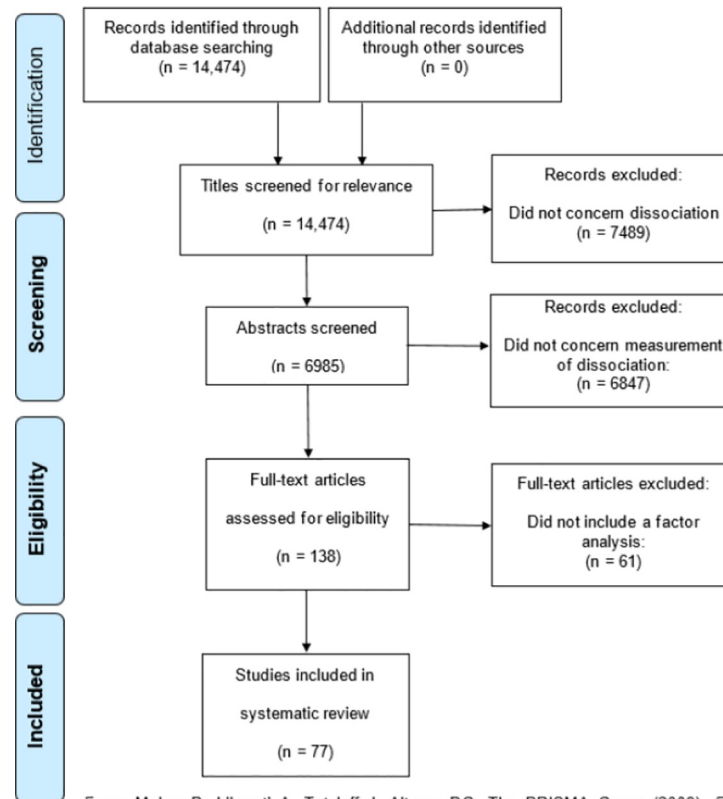 Identification
Records identified through
database searching
(n = 14,474)
Additional records identified
through other sources
(n = 0)
Titles screened for relevance
(n = 14,474)
Records excluded:
Did not concern dissociation
(n = 7489)
Screening
Abstracts screened
(n = 6985)
Records excluded:
Did not concern measurement
of dissociation:
(n = 6847)
Eligibility
Full-text articles
assessed for eligibility
(n = 138)
Full-text articles excluded:
Did not include a factor
analysis:
(n = 61)
Included
Studies included in
systematic review
(n = 77)